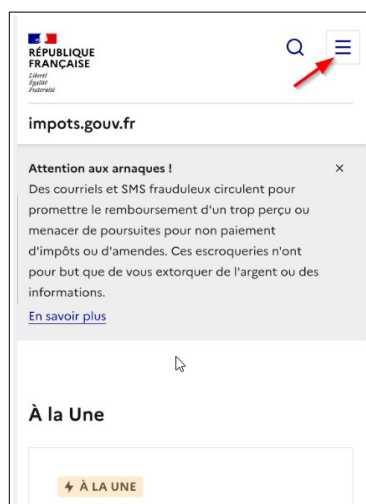 RÉPUBLIQUE
FRANÇAISE
Liberté
Égalité
Fraternité
impots.gouv.fr
Attention aux arnaques !
Des courriels et SMS frauduleux circulent pour
promettre le remboursement d'un trop perçu ou
menacer de poursuites pour non paiement
d'impôts ou d'amendes. Ces escroqueries n'ont
pour but que de vous extorquer de l'argent ou des
informations.
En savoir plus
À la Une
À LA UNE